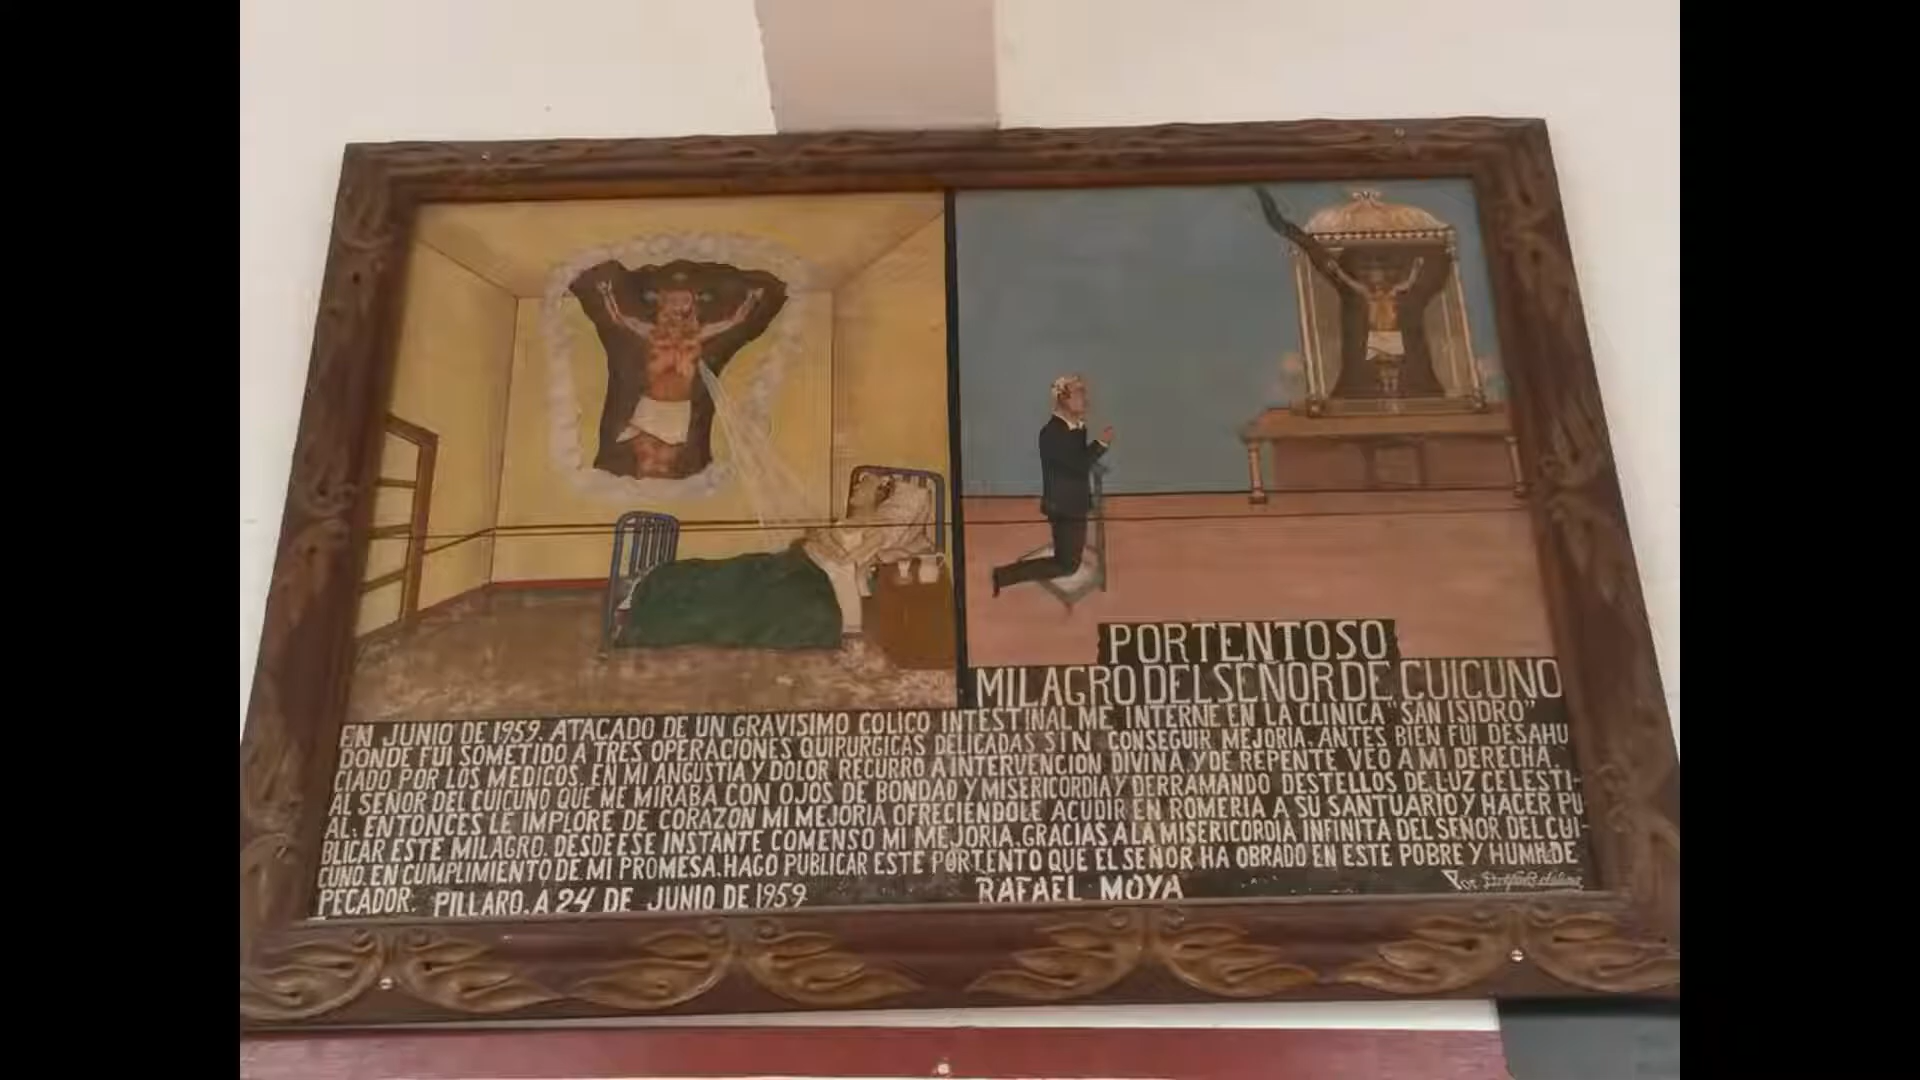 PORTENTOSO
MILAGRO DEL SEÑOR DE CUICUNO
EN JUNIO DE 1959. ATACADO DE UN GRAVISIMO COLICO INTESTINAL ME INTERNE EN LA CLINICA "SAN ISIDRO"
DONDE FUI SOMETIDO A TRES OPERACIONES QUIPURGICAS DELICADAS SIN CONSEGUIR MEJORIA. ANTES BIEN FUI DESAHU
CIADO POR LOS MEDICOS. EN MI ANGUSTIA Y DOLOR RECURRO A INTERVENCION DIVINA. Y DE REPENTE VEO A MI DERECHA.
AL SEÑOR DEL CUICUNO QUE ME MIRABA CON OJOS DE BONDAD Y MISERICORDIA Y DERRAMANDO DESTELLOS DE LUZ CELESTI-
AL. ENTONCES LE IMPLORE DE CORAZON MI MEJORIA OFRECIENDOLE ACUDIR EN ROMERIA A SU SANTUARIO Y HACER PU
BLICAR ESTE MILAGRO. DESDE ESE INSTANTE COMENSO MI MEJORIA. GRACIAS A LA MISERICORDIA INFINITA DEL SEÑOR DEL CUI-
CUNO. EN CUMPLIMIENTO DE MI PROMESA. HAGO PUBLICAR ESTE PORTENTO QUE EL SEÑOR HA OBRADO EN ESTE POBRE Y HUMILDE
PECADOR. PILLARO, A 24 DE JUNIO DE 1959 RAFAEL MOYA Por